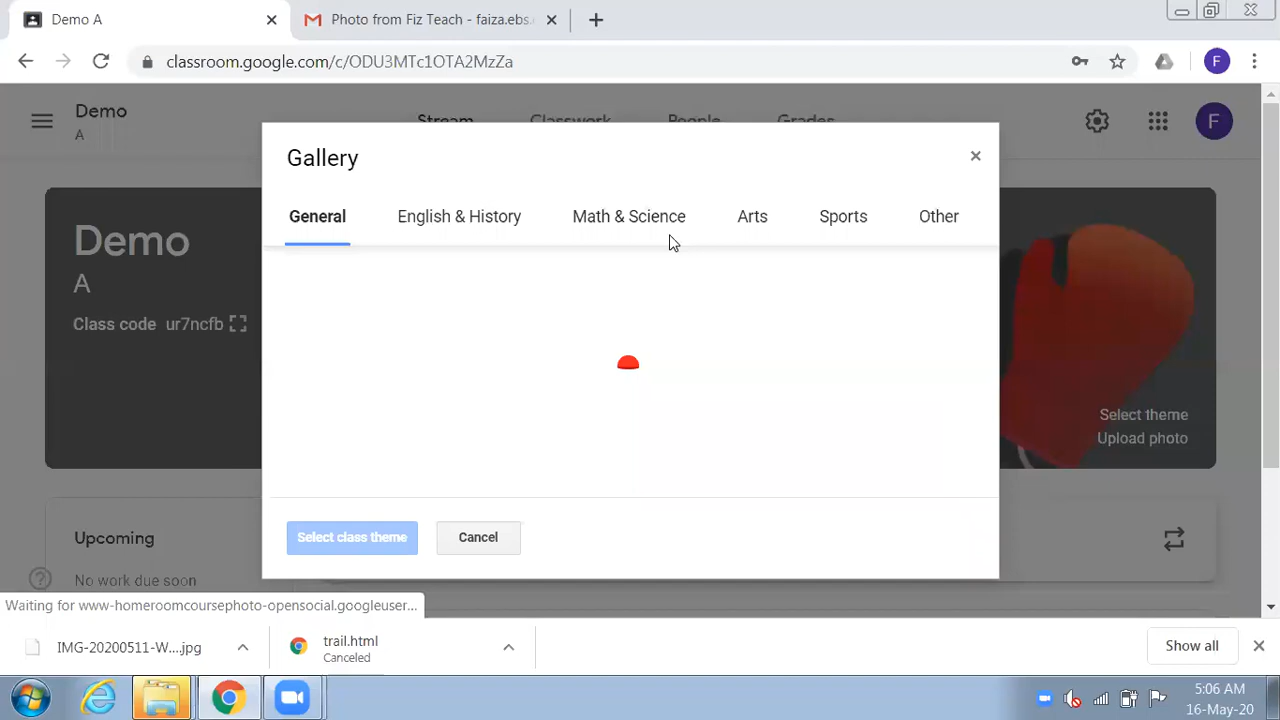 Demo A
Photo from Fiz Teach - faiza.ebs.
classroom.google.com/c/ODU3MTc1OTA2MzZa
F
Demo
A
Stream
Classwork
People
Grades
F
Gallery
General
English & History
Math & Science
Arts
Sports
Other
Demo
A
Class code ur7ncfb
Select theme
Upload photo
Select class theme
Cancel
Upcoming
No work due soon
Waiting for www-homeroomcoursephoto-opensocial.googleuser...
IMG-20200511-W....jpg
trail.html
Canceled
Show all
5:06 AM
16-May-20